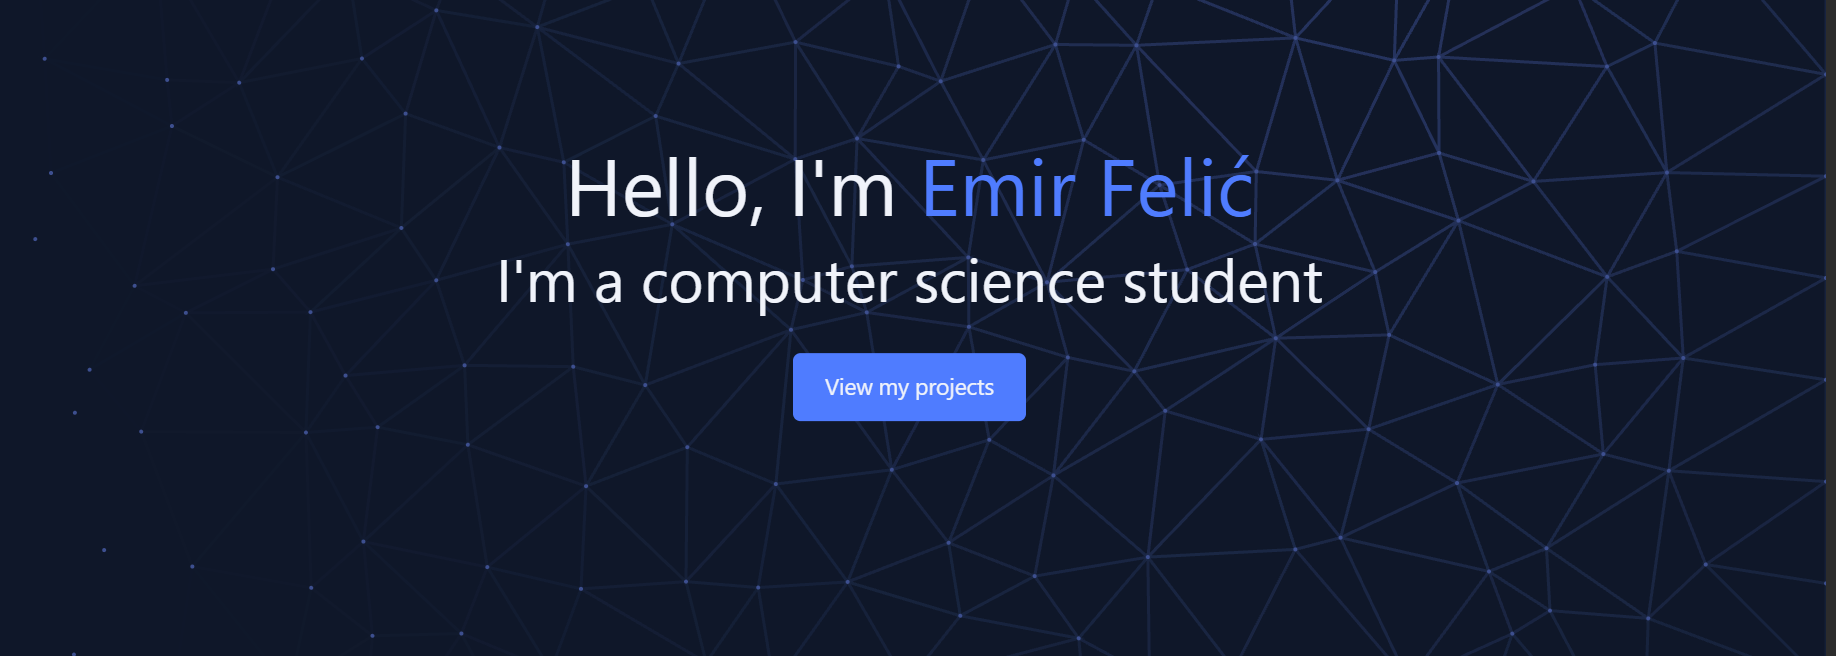 Hello, I'm Emir Felić
I'm a computer science student
View my projects